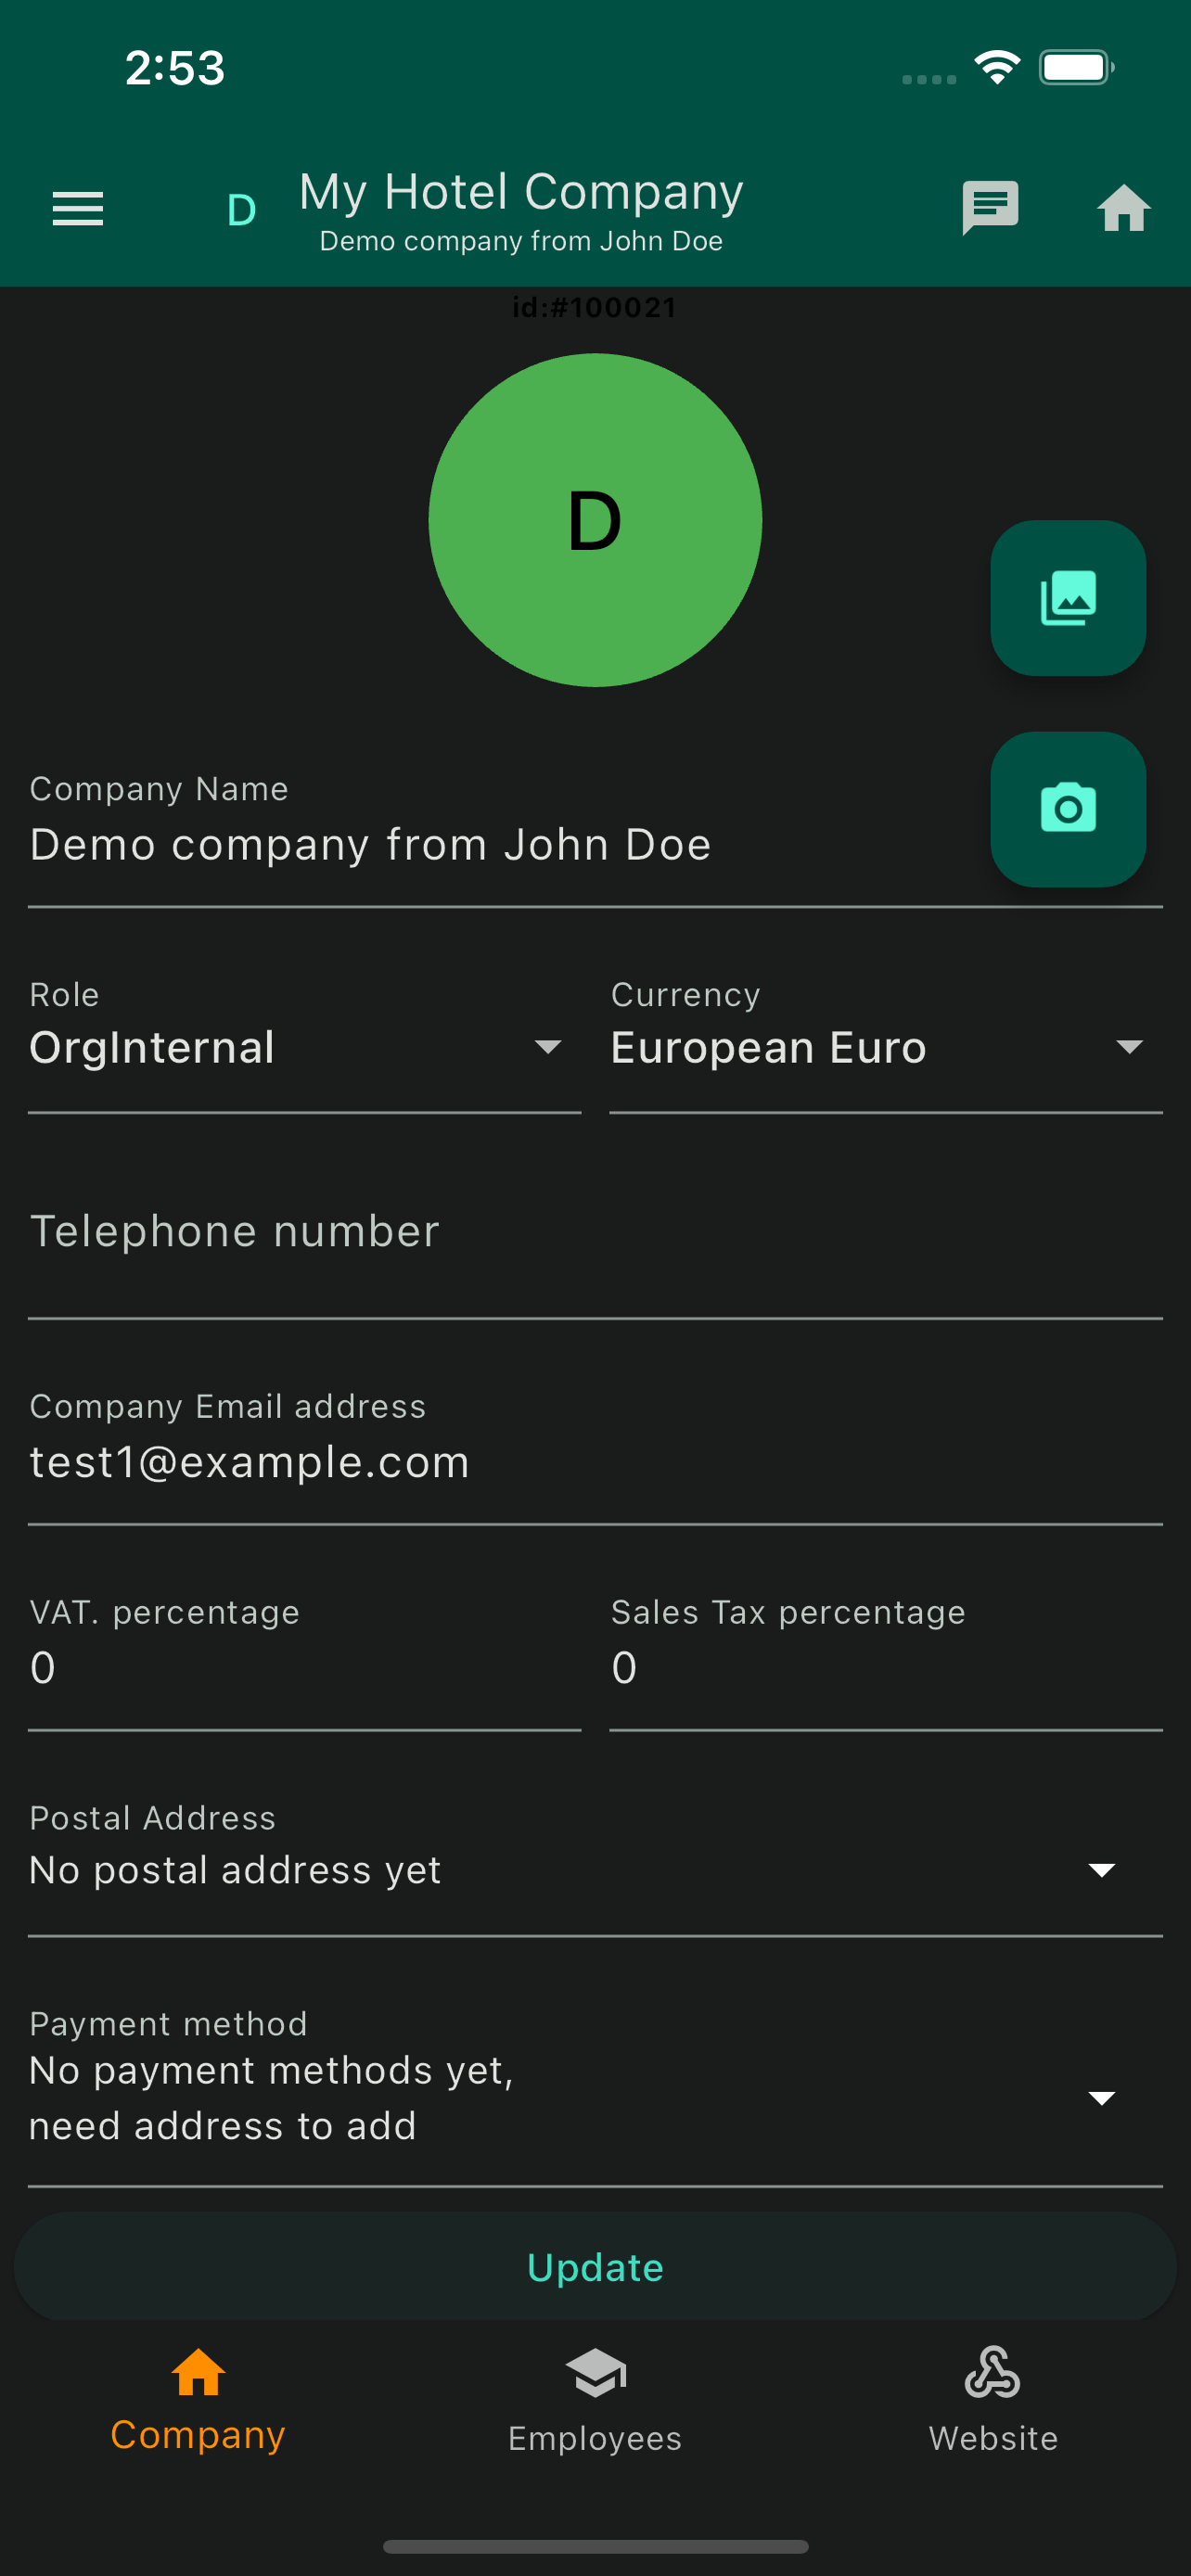 2:53
D
My Hotel Company
Demo company from John Doe
id:#100021
D
Company Name
Demo company from John Doe
Role
Currency
OrgInternal
European Euro
Telephone number
Company Email address
test1@example.com
VAT. percentage
Sales Tax percentage
0
0
Postal Address
No postal address yet
Payment method
No payment methods yet,
need address to add
Update
Company
Employees
Website